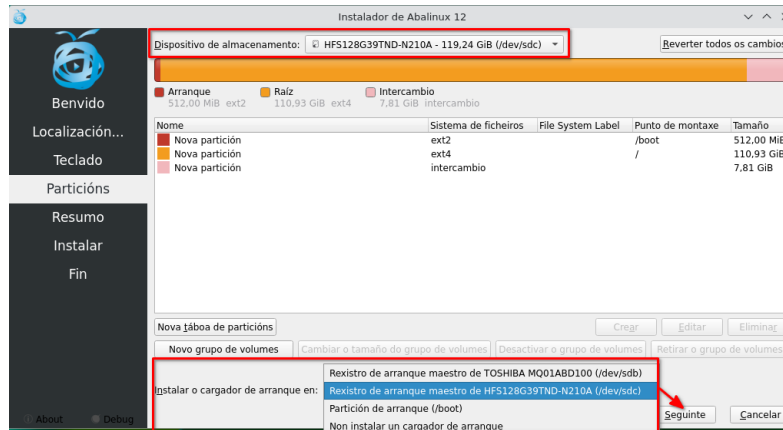 Instalador de Abalinux 12
Dispositivo de almacenamento: HFS128G39TND-N210A - 119,24 GiB (/dev/sdc)
Reverter todos os cambios
Arranque
512,00 MiB ext2
Raíz
110,93 GiB ext4
Intercambio
7,81 GiB intercambio
Benvido
Localización...
Teclado
Particións
Resumo
Instalar
Fin
About
Debug
Nome Sistema de ficheiros File System Label Punto de montaxe Tamaño
Nova partición ext2 /boot 512,00 MiB
Nova partición ext4 / 110,93 GiB
Nova partición intercambio 7,81 GiB
Nova táboa de particións Crear Editar Eliminar
Novo grupo de volumes Cambiar o tamaño do grupo de volumes Desactivar o grupo de volumes Retirar o grupo de volumes
Instalar o cargador de arranque en:
Rexistro de arranque maestro de TOSHIBA MQ01ABD100 (/dev/sdb)
Rexistro de arranque maestro de HFS128G39TND-N210A (/dev/sdc)
Partición de arranque (/boot)
Non instalar un cargador de arranque
Seguinte Cancelar